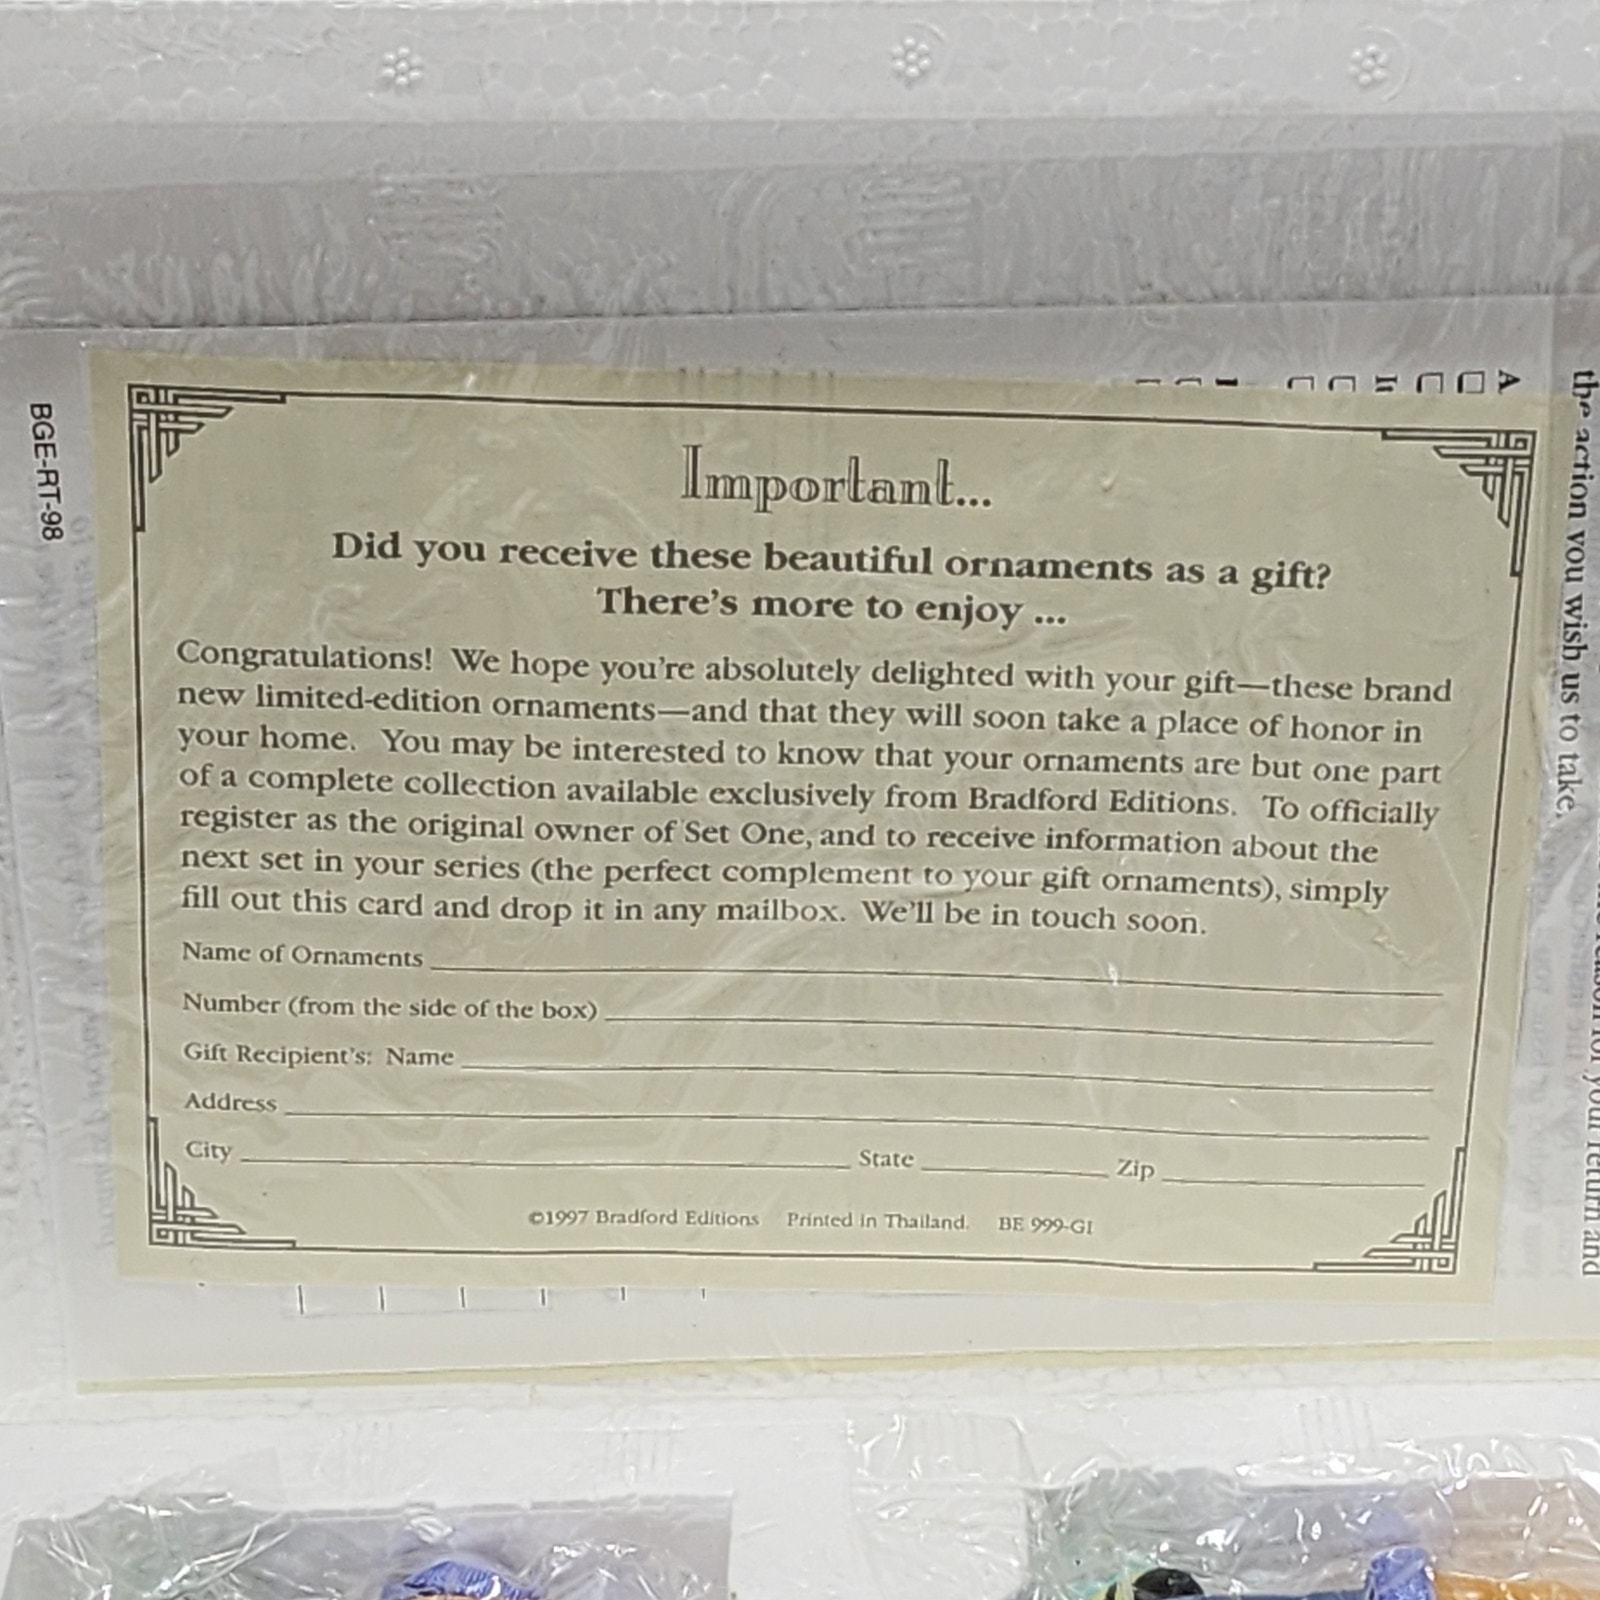 Important...
Did you receive these beautiful ornaments as a gift?
There's more to enjoy ...
Congratulations! We hope you're absolutely delighted with your gift—these brand
new limited-edition ornaments—and that they will soon take a place of honor in
your home. You may be interested to know that your ornaments are but one part
of a complete collection available exclusively from Bradford Editions. To officially
register as the original owner of Set One, and to receive information about the
next set in your series (the perfect complement to your gift ornaments), simply
fill out this card and drop it in any mailbox. We'll be in touch soon.
Name of Ornaments
Number (from the side of the box)
Gift Recipient's: Name
Address
City State Zip
©1997 Bradford Editions Printed in Thailand. BE 999-GI
BGE-RT-98
the action you wish us to take.
for your return and